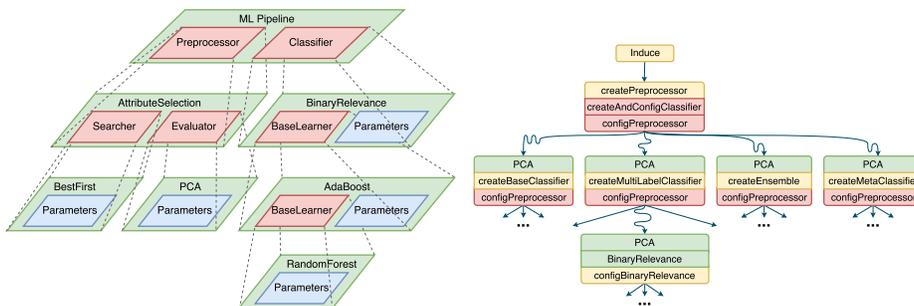 ML Pipeline
Preprocessor
Classifier
AttributeSelection
Searcher
Evaluator
BinaryRelevance
BaseLearner
Parameters
BestFirst
Parameters
PCA
Parameters
AdaBoost
BaseLearner
Parameters
RandomForest
Parameters
Induce
createPreprocessor
createAndConfigClassifier
configPreprocessor
PCA
createBaseClassifier
configPreprocessor
...
PCA
createMultiLabelClassifier
configPreprocessor
PCA
createEnsemble
configPreprocessor
...
PCA
createMetaClassifie
configPreprocessor
...
PCA
BinaryRelevance
configBinaryRelevance
...